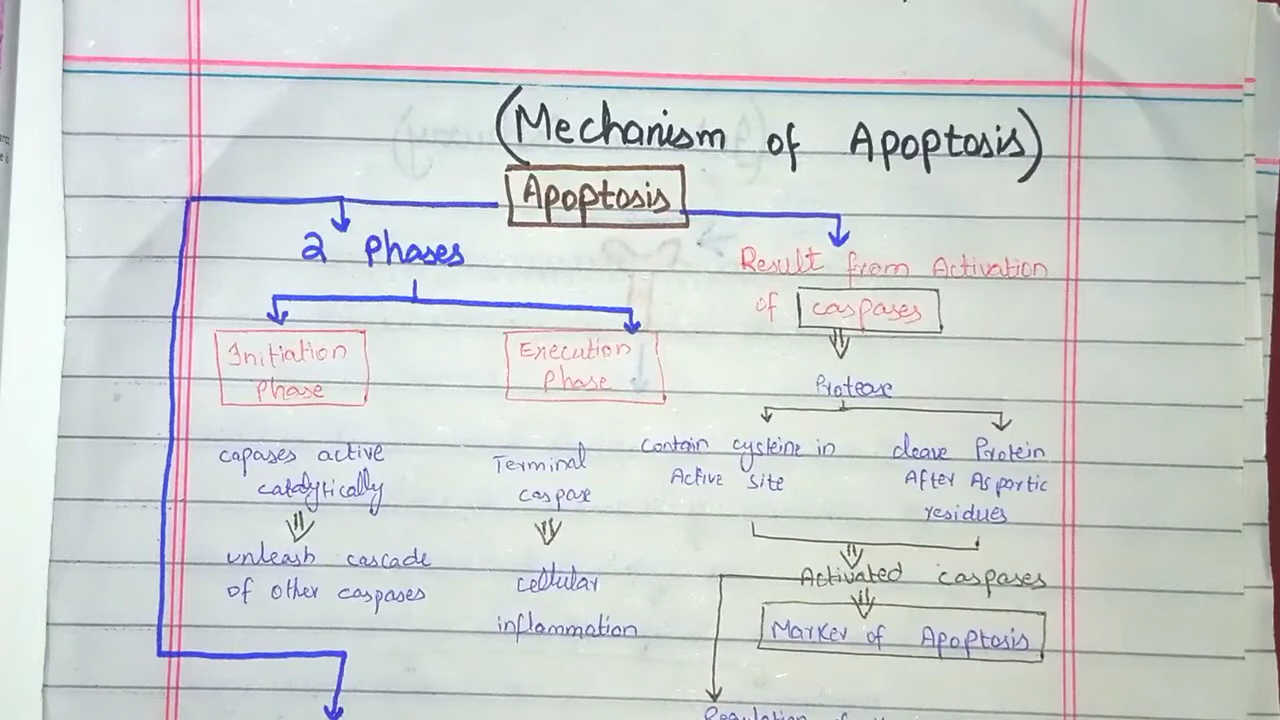 (Mechanism of Apoptosis)
Apoptosis
2 Phases
Initiation
Phase
capases active
catalytically
unleash cascade
of other caspases
Execution
Phase
Terminal
caspase
cellular
inflammation
Result from Activation
of caspases
Protease
contain cysteine in
Active site
cleave Protein
After Aspartic
residues
Activated caspases
Marker of Apoptosis